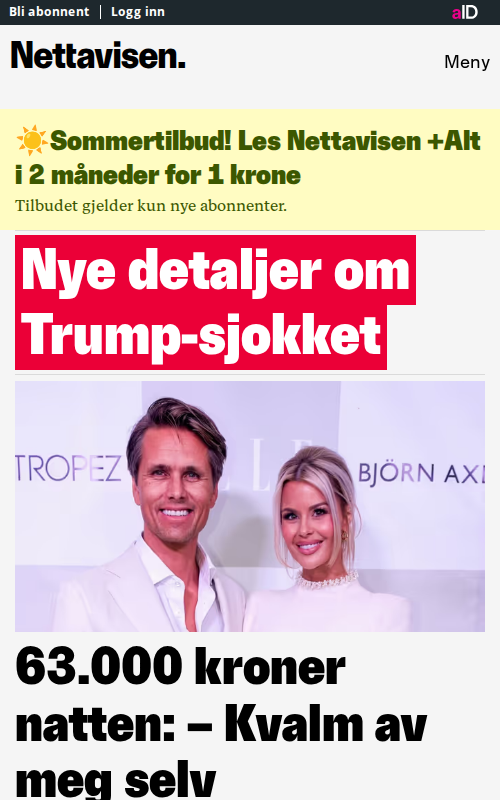 Bli abonnent | Logg inn
aID
Nettavisen.
Meny
☀️Sommertilbud! Les Nettavisen +Alt
i 2 måneder for 1 krone
Tilbudet gjelder kun nye abonnenter.
Nye detaljer om
Trump-sjokket
TROPEZ
ELLE
BJÖRN AX
63.000 kroner
natten: – Kvalm av
meg selv